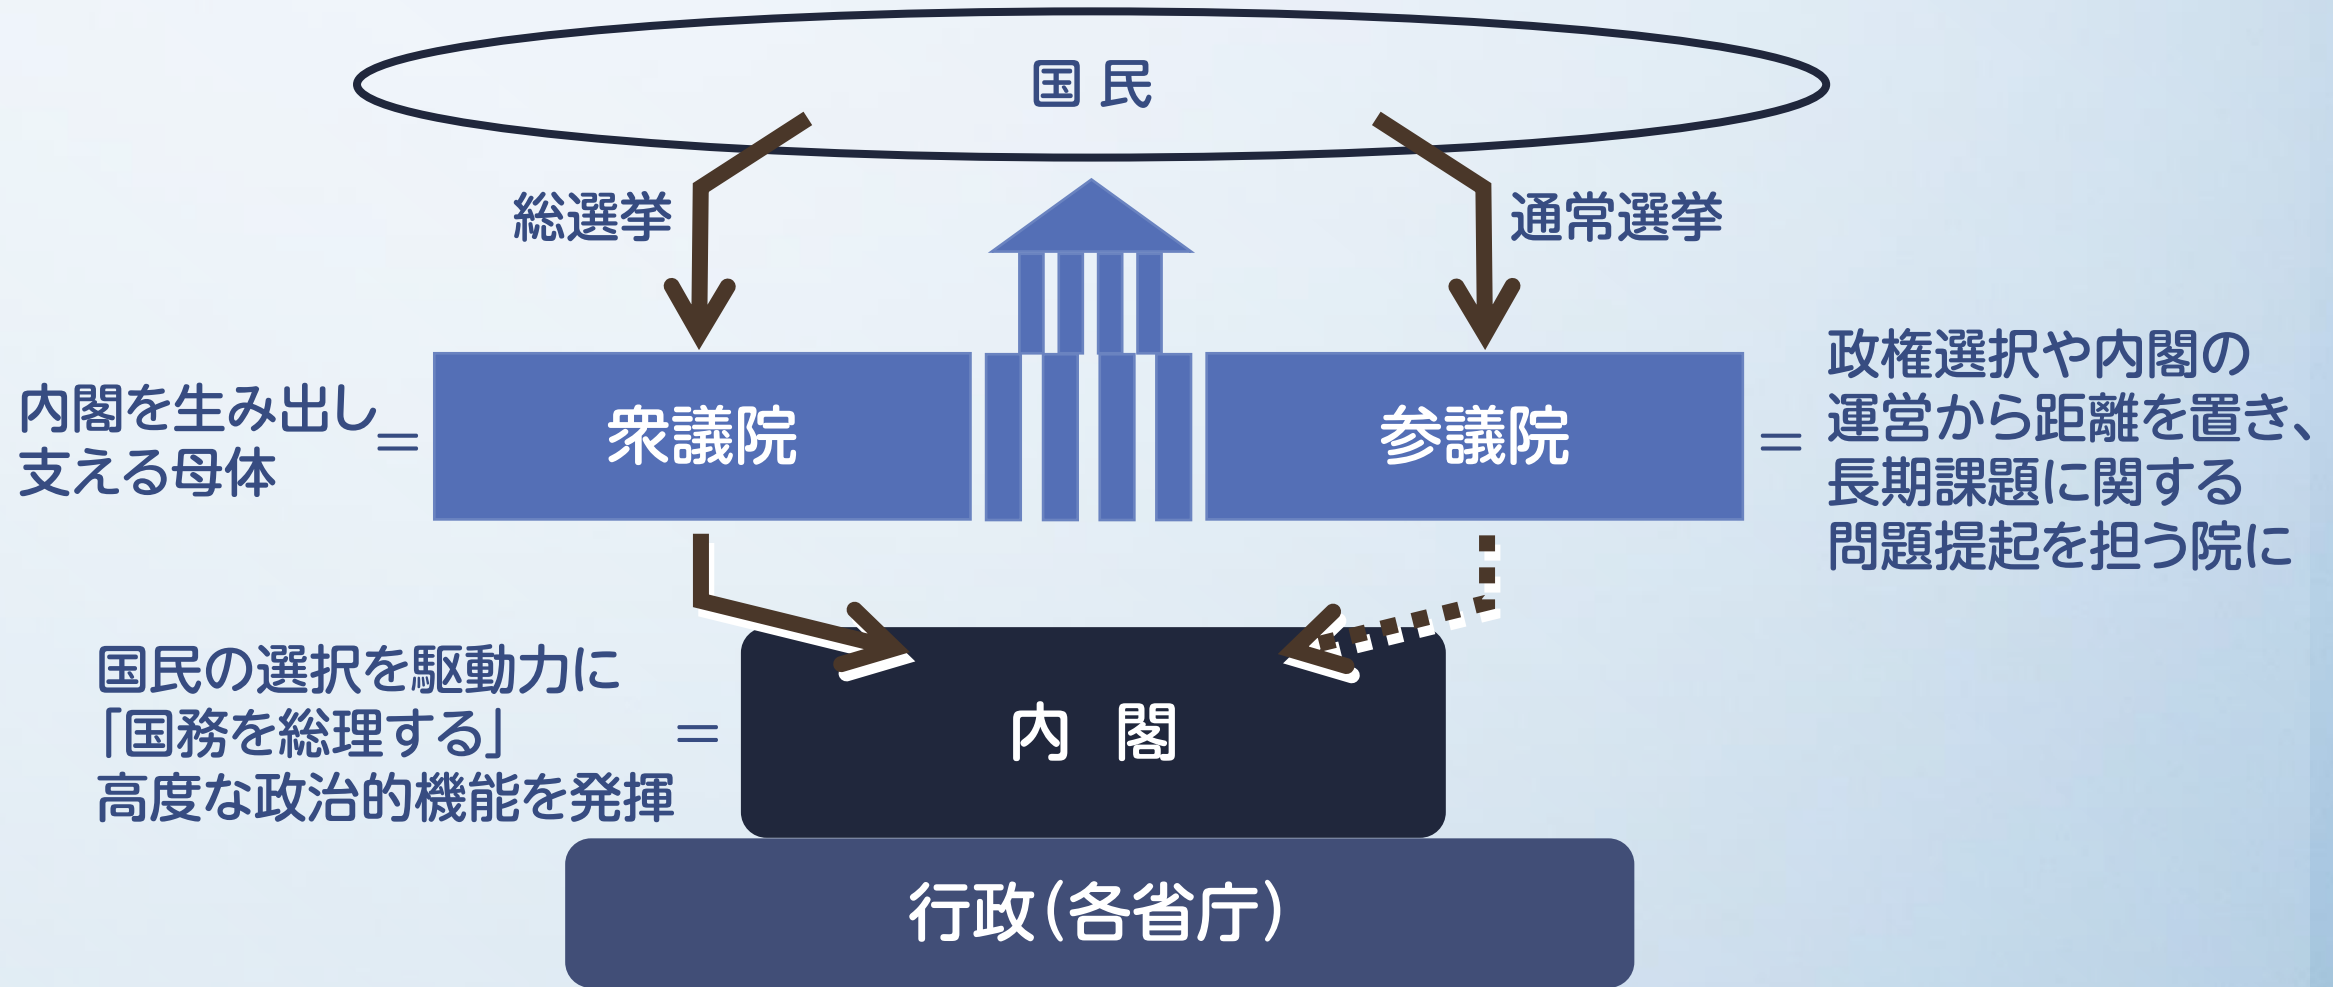 国 民
総選挙
通常選挙
内閣を生み出し
支える母体
＝
衆議院
参議院
＝
政権選択や内閣の
運営から距離を置き、
長期課題に関する
問題提起を担う院に
国民の選択を駆動力に
「国務を総理する」
高度な政治的機能を発揮
＝
内 閣
行政（各省庁）